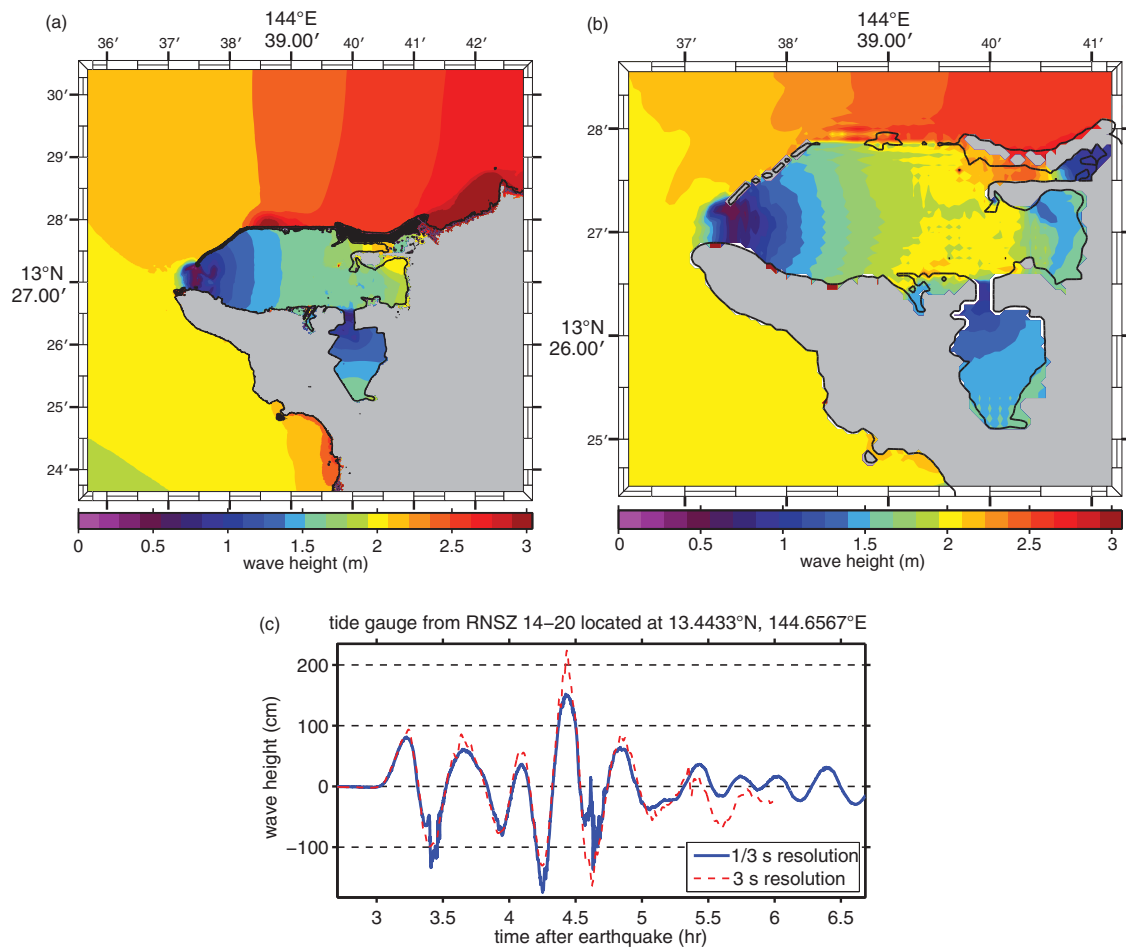 (a)
144°E
39.00′
36′ 37′ 38′ 40′ 41′ 42′
30′
29′
28′
13°N
27.00′
26′
25′
24′
0 0.5 1 1.5 2 2.5 3
wave height (m)
(b)
144°E
39.00′
37′ 38′ 40′ 41′
28′
27′
13°N
26.00′
25′
0 0.5 1 1.5 2 2.5 3
wave height (m)
(c) tide gauge from RNSZ 14−20 located at 13.4433°N, 144.6567°E
wave height (cm)
200
100
0
−100
1/3 s resolution
3 s resolution
3 3.5 4 4.5 5 5.5 6 6.5
time after earthquake (hr)